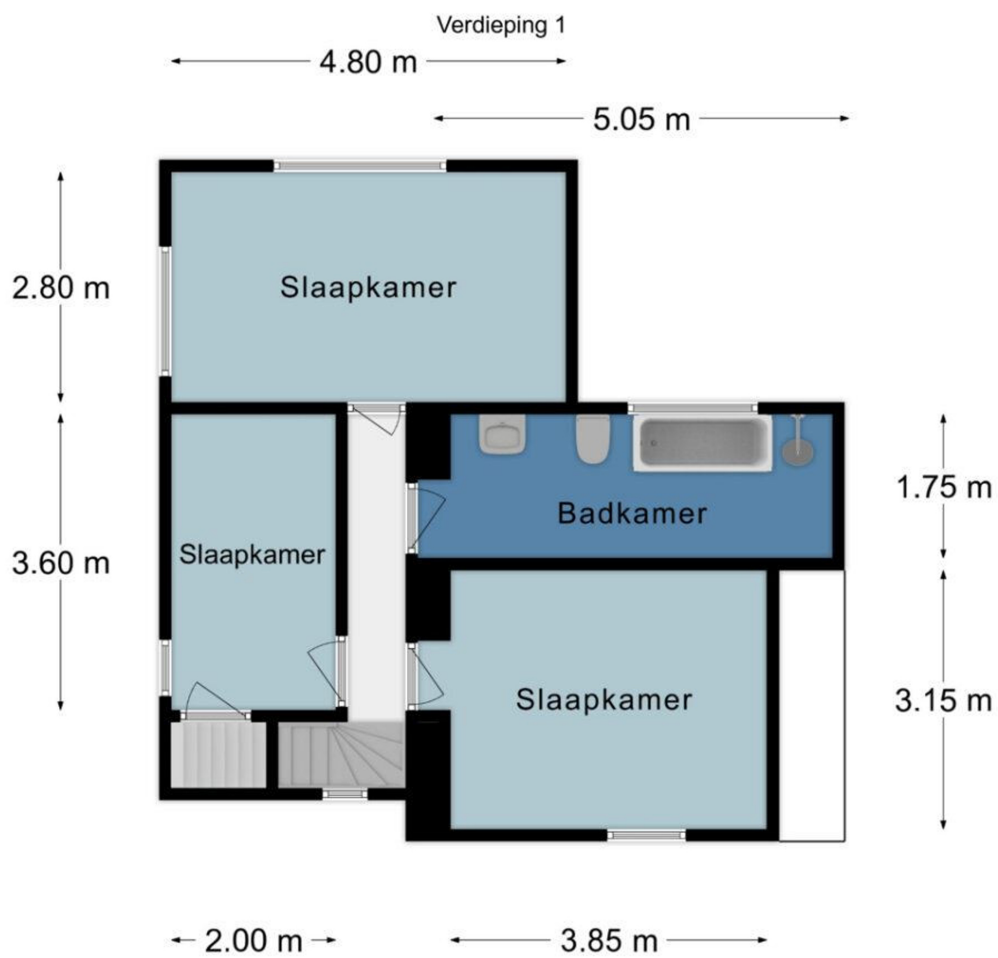 Verdieping 1
4.80 m
5.05 m
2.80 m
Slaapkamer
1.75 m
Badkamer
3.60 m
Slaapkamer
Slaapkamer
3.15 m
2.00 m
3.85 m